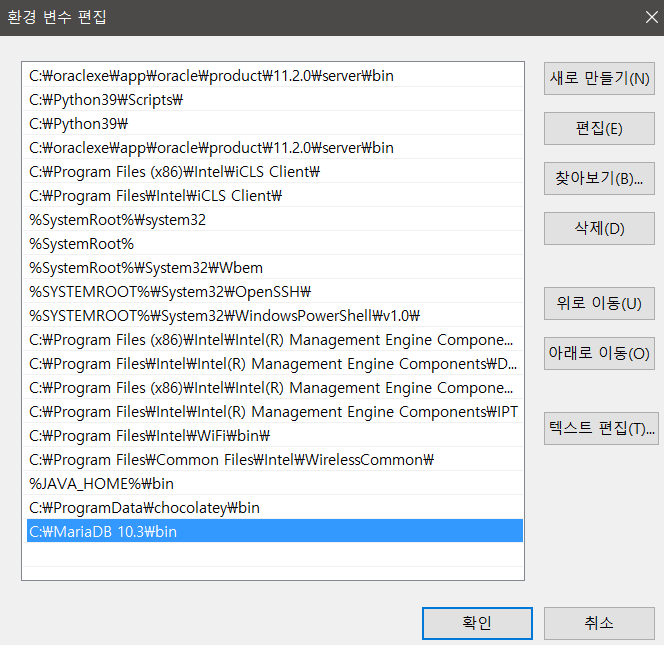 환경 변수 편집
C:₩oraclexe₩app₩oracle₩product₩11.2.0₩server₩bin
C:₩Python39₩Scripts₩
C:₩Python39₩
C:₩oraclexe₩app₩oracle₩product₩11.2.0₩server₩bin
C:₩Program Files (x86)₩Intel₩iCLS Client₩
C:₩Program Files₩Intel₩iCLS Client₩
%SystemRoot%₩system32
%SystemRoot%
%SystemRoot%₩System32₩Wbem
%SYSTEMROOT%₩System32₩OpenSSH₩
%SYSTEMROOT%₩System32₩WindowsPowerShell₩v1.0₩
C:₩Program Files (x86)₩Intel₩Intel(R) Management Engine Compone...
C:₩Program Files₩Intel₩Intel(R) Management Engine Components₩D...
C:₩Program Files (x86)₩Intel₩Intel(R) Management Engine Compone...
C:₩Program Files₩Intel₩Intel(R) Management Engine Components₩IPT
C:₩Program Files₩Intel₩WiFi₩bin₩
C:₩Program Files₩Common Files₩Intel₩WirelessCommon₩
%JAVA_HOME%₩bin
C:₩ProgramData₩chocolatey₩bin
C:₩MariaDB 10.3₩bin
새로 만들기(N)
편집(E)
찾아보기(B)...
삭제(D)
위로 이동(U)
아래로 이동(O)
텍스트 편집(T)...
확인
취소